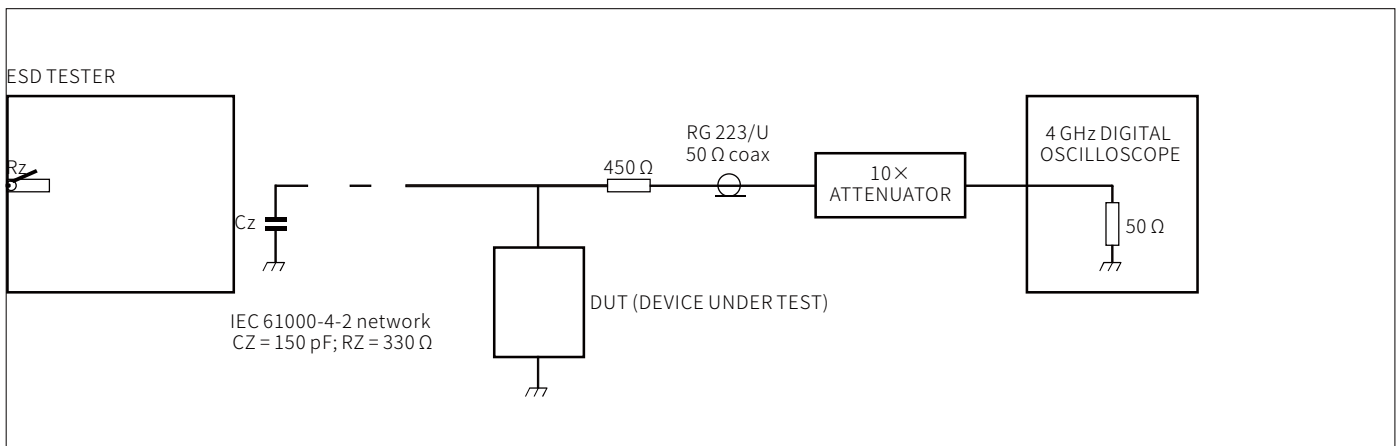 ESD TESTER
Rz
Cz
IEC 61000-4-2 network
CZ = 150 pF; RZ = 330 Ω
DUT (DEVICE UNDER TEST)
450 Ω
RG 223/U
50 Ω coax
10×
ATTENUATOR
4 GHz DIGITAL
OSCILLOSCOPE
50 Ω